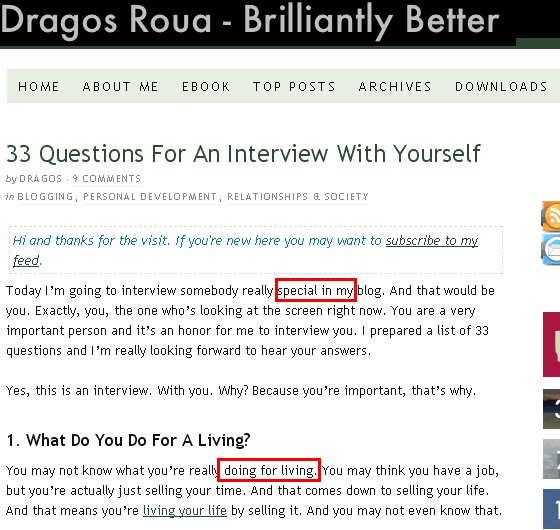 Dragos Roua - Brilliantly Better
HOME ABOUT ME EBOOK TOP POSTS ARCHIVES DOWNLOADS
33 Questions For An Interview With Yourself
by DRAGOS · 9 COMMENTS
in BLOGGING, PERSONAL DEVELOPMENT, RELATIONSHIPS & SOCIETY
Hi and thanks for the visit. If you're new here you may want to subscribe to my
feed.
Today I'm going to interview somebody really special in my blog. And that would be
you. Exactly, you, the one who's looking at the screen right now. You are a very
important person and it's an honor for me to interview you. I prepared a list of 33
questions and I'm really looking forward to hear your answers.
Yes, this is an interview. With you. Why? Because you're important, that's why.
1. What Do You Do For A Living?
You may not know what you're really doing for living. You may think you have a job,
but you're actually just selling your time. And that comes down to selling your life.
And that means you're living your life by selling it. And you may not even know that.